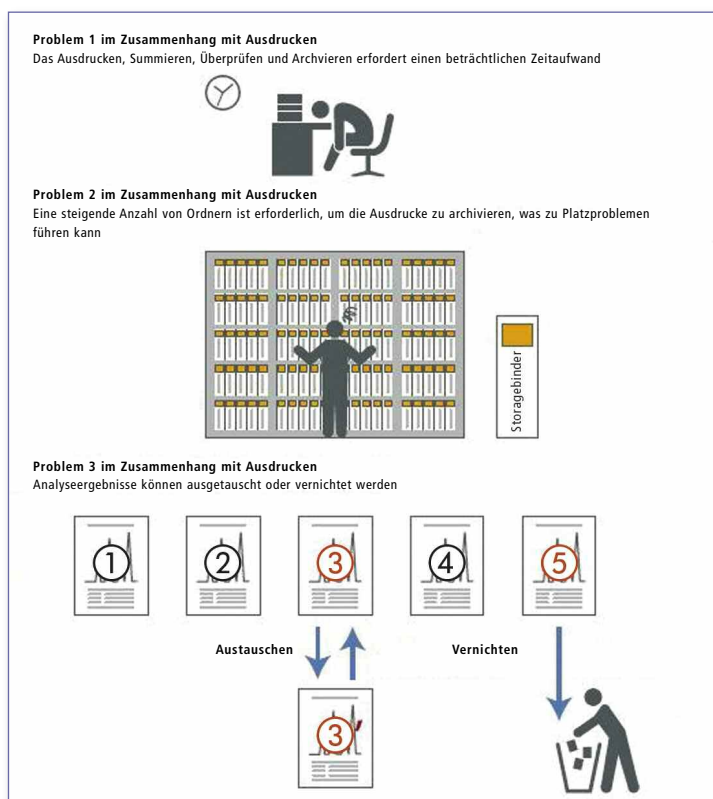 Problem 1 im Zusammenhang mit Ausdrucken
Das Ausdrucken, Summieren, Überprüfen und Archvieren erfordert einen beträchtlichen Zeitaufwand
Problem 2 im Zusammenhang mit Ausdrucken
Eine steigende Anzahl von Ordnern ist erforderlich, um die Ausdrucke zu archivieren, was zu Platzproblemen
führen kann
Storagebinder
Problem 3 im Zusammenhang mit Ausdrucken
Analyseergebnisse können ausgetauscht oder vernichtet werden
1 2 3 4 5
Austauschen Vernichten
3